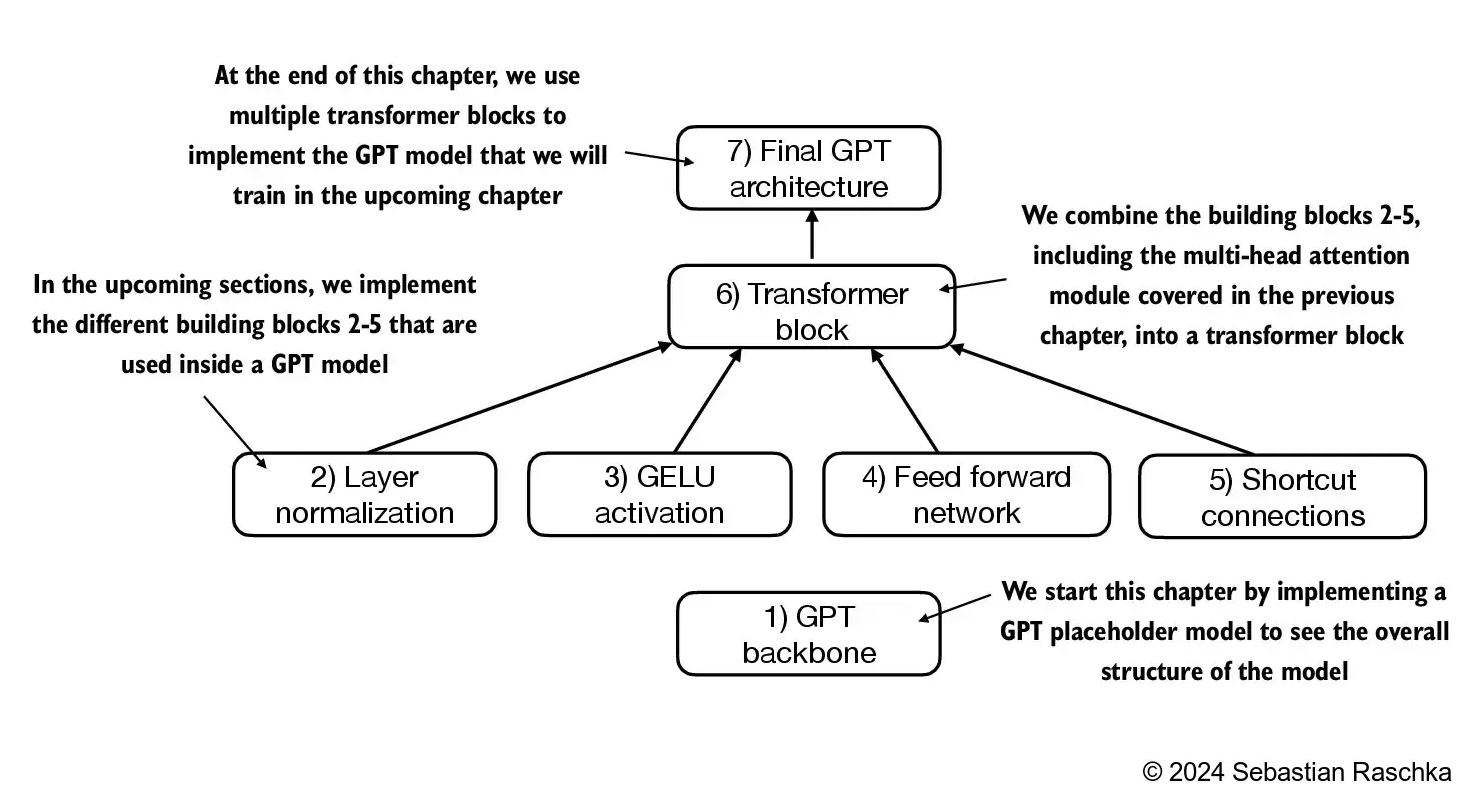 At the end of this chapter, we use
multiple transformer blocks to
implement the GPT model that we will
train in the upcoming chapter
7) Final GPT
architecture
We combine the building blocks 2-5,
including the multi-head attention
module covered in the previous
chapter, into a transformer block
In the upcoming sections, we implement
the different building blocks 2-5 that are
used inside a GPT model
6) Transformer
block
2) Layer
normalization
3) GELU
activation
4) Feed forward
network
5) Shortcut
connections
1) GPT
backbone
We start this chapter by implementing a
GPT placeholder model to see the overall
structure of the model
© 2024 Sebastian Raschka